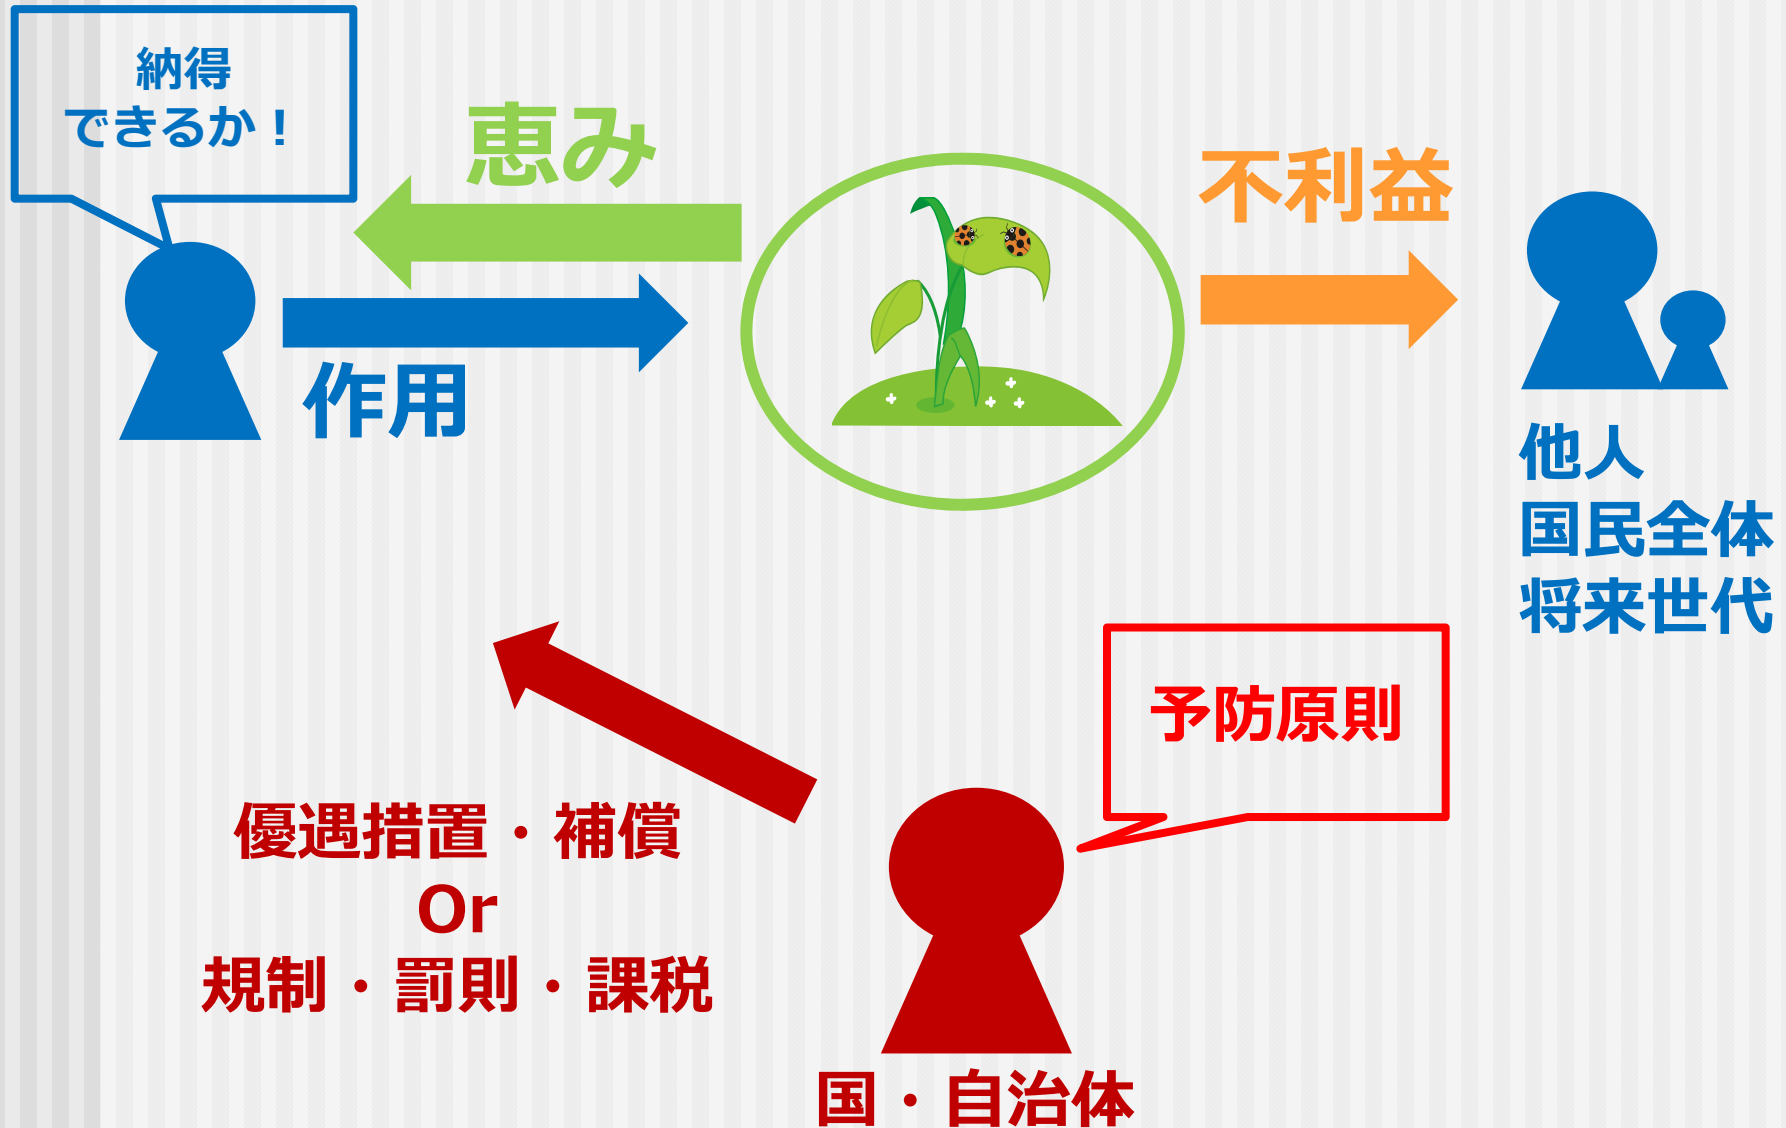 納得
できるか！
恵み
不利益
作用
他人
国民全体
将来世代
予防原則
優遇措置・補償
Or
規制・罰則・課税
国・自治体